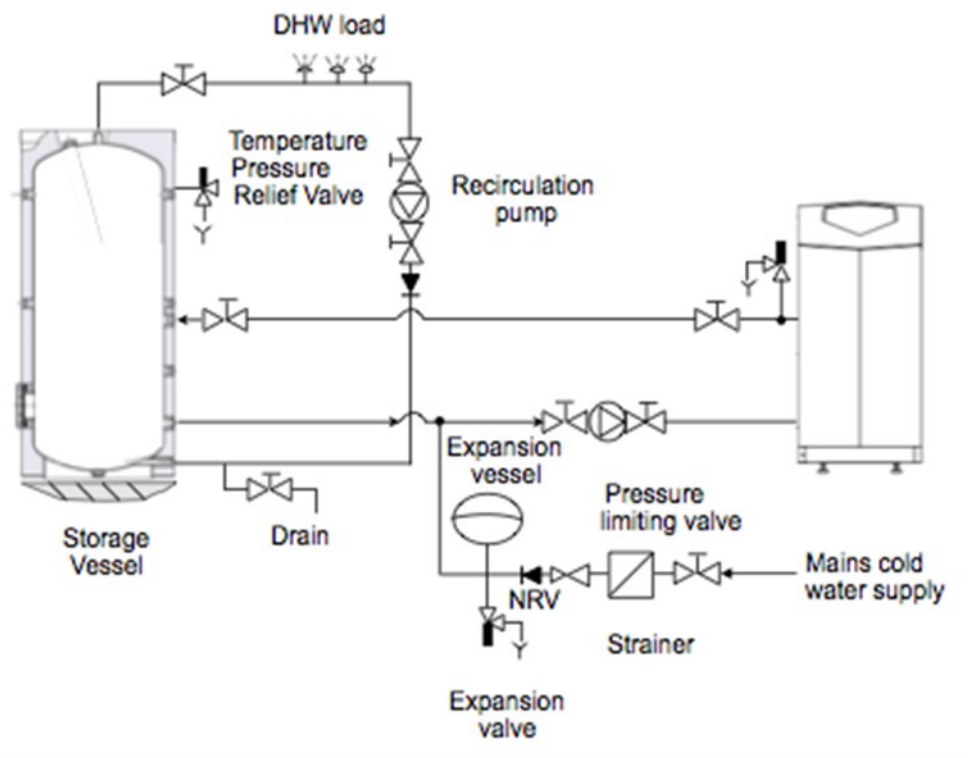 DHW load
Temperature
Pressure
Relief Valve
Recirculation
pump
Expansion
vessel
Pressure
limiting valve
Storage
Vessel
Drain
Mains cold
water supply
NRV
Strainer
Expansion
valve